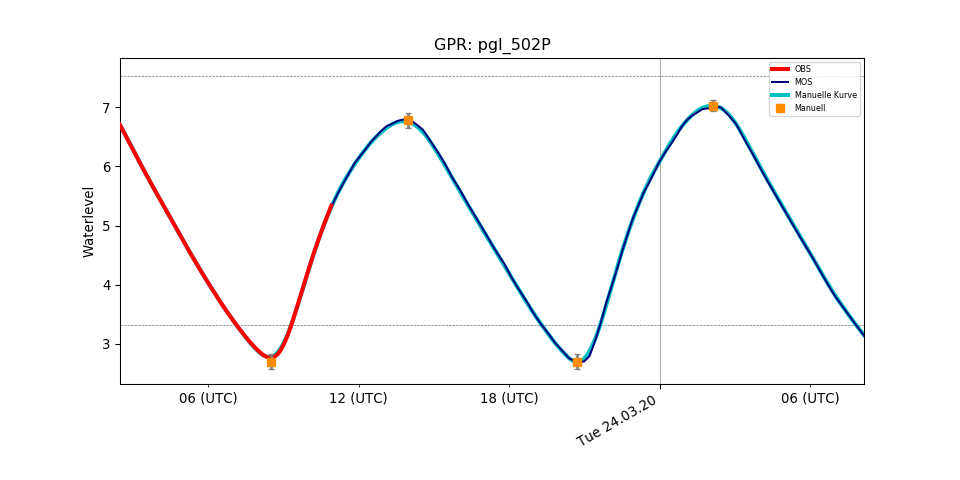 GPR: pgl_502P
OBS
MOS
Manuelle Kurve
Manuell
Waterlevel
7
6
5
4
3
06 (UTC)
12 (UTC)
18 (UTC)
Tue 24.03.20
06 (UTC)